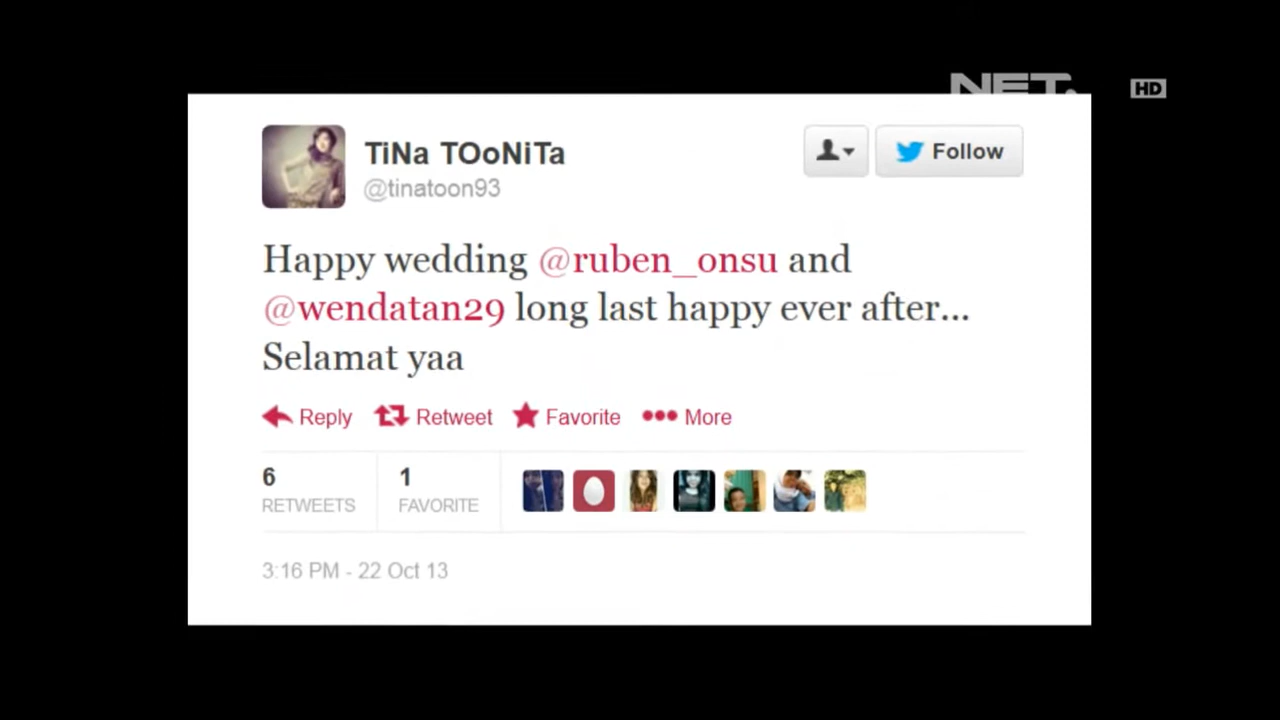 NET.
HD
TiNa TOoNiTa
@tinatoon93
Follow
Happy wedding @ruben_onsu and
@wendatan29 long last happy ever after...
Selamat yaa
Reply Retweet Favorite More
6 RETWEETS
1 FAVORITE
3:16 PM - 22 Oct 13